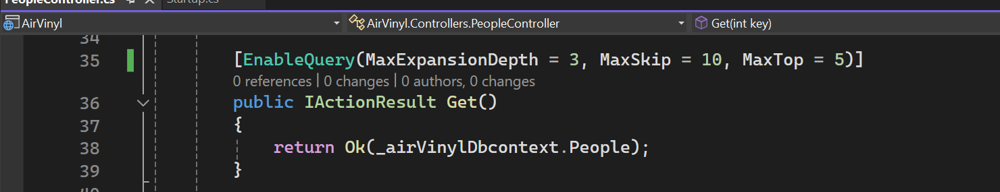 PeopleController.cs Startup.cs
AirVinyl AirVinyl.Controllers.PeopleController Get(int key)
34
35 [EnableQuery(MaxExpansionDepth = 3, MaxSkip = 10, MaxTop = 5)]
0 references | 0 changes | 0 authors, 0 changes
36 public IActionResult Get()
37 {
38 return Ok(_airVinylDbcontext.People);
39 }
40